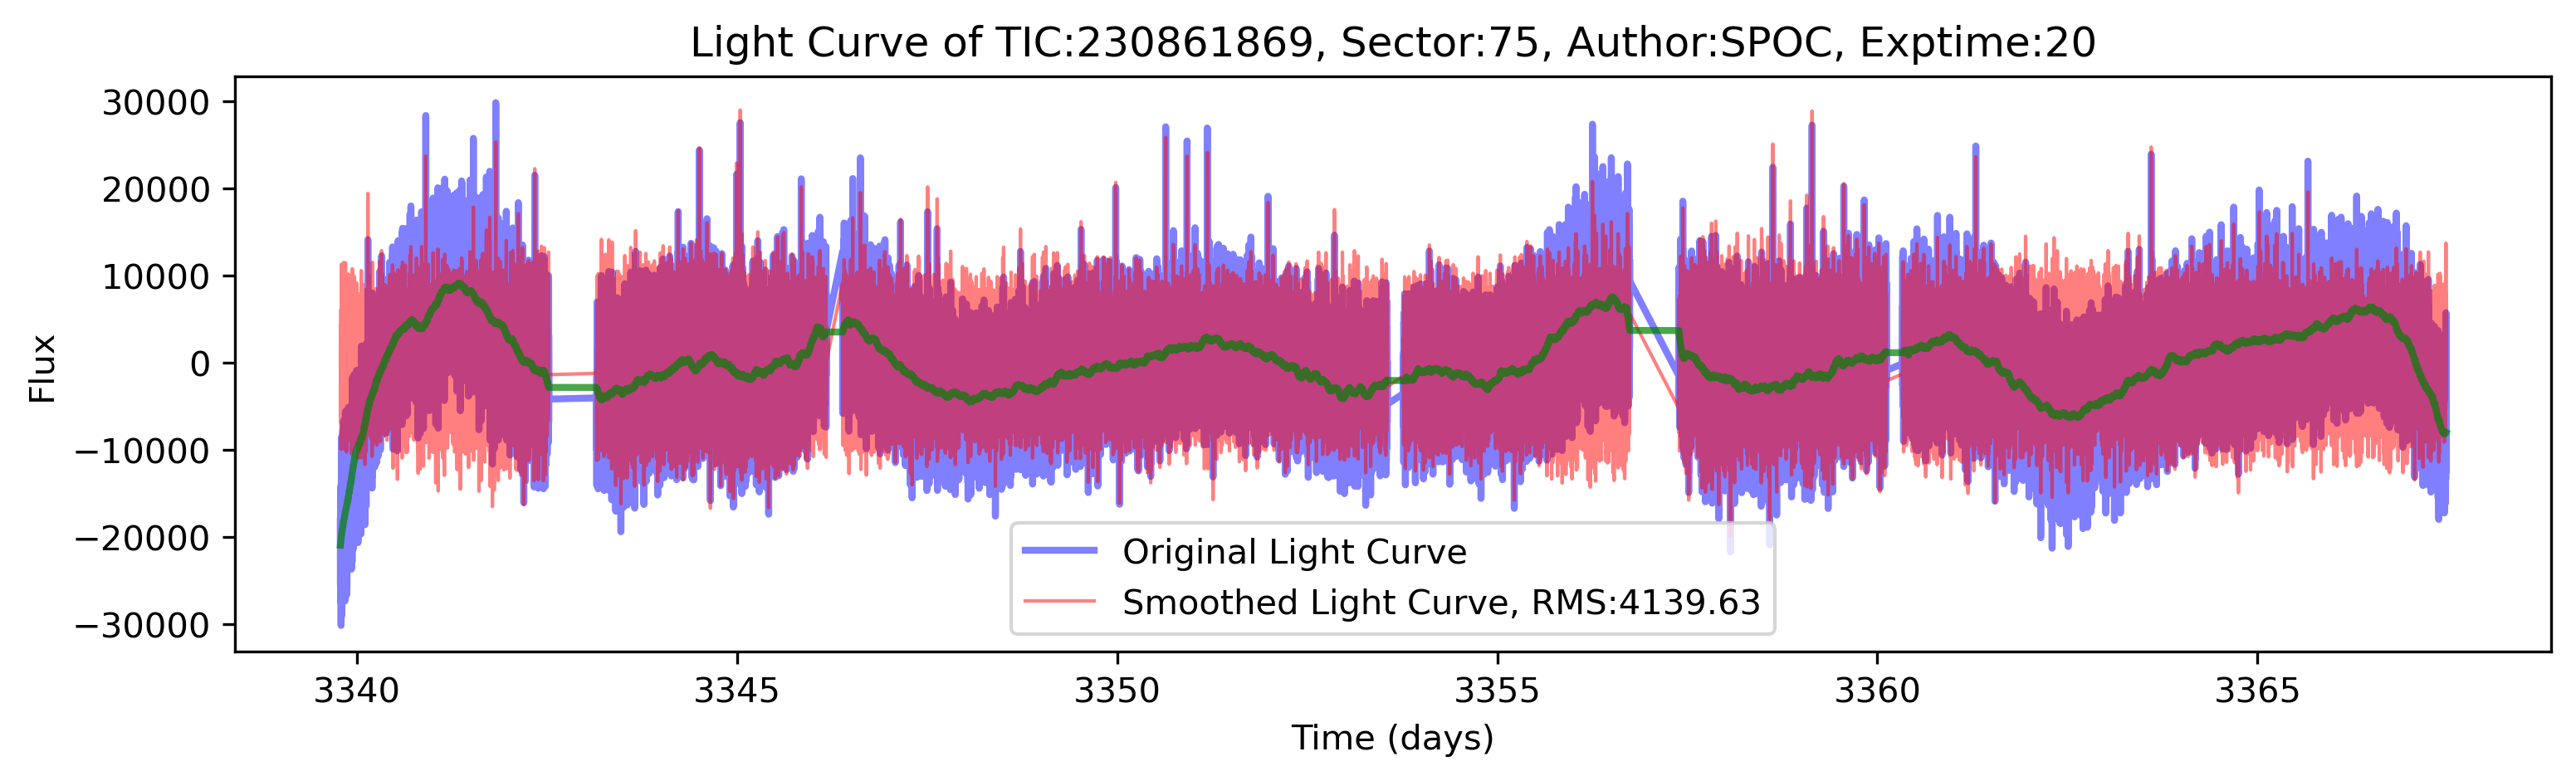 Light Curve of TIC:230861869, Sector:75, Author:SPOC, Exptime:20
Flux
30000
20000
10000
0
−10000
−20000
−30000
Original Light Curve
Smoothed Light Curve, RMS:4139.63
3340
3345
3350
3355
3360
3365
Time (days)